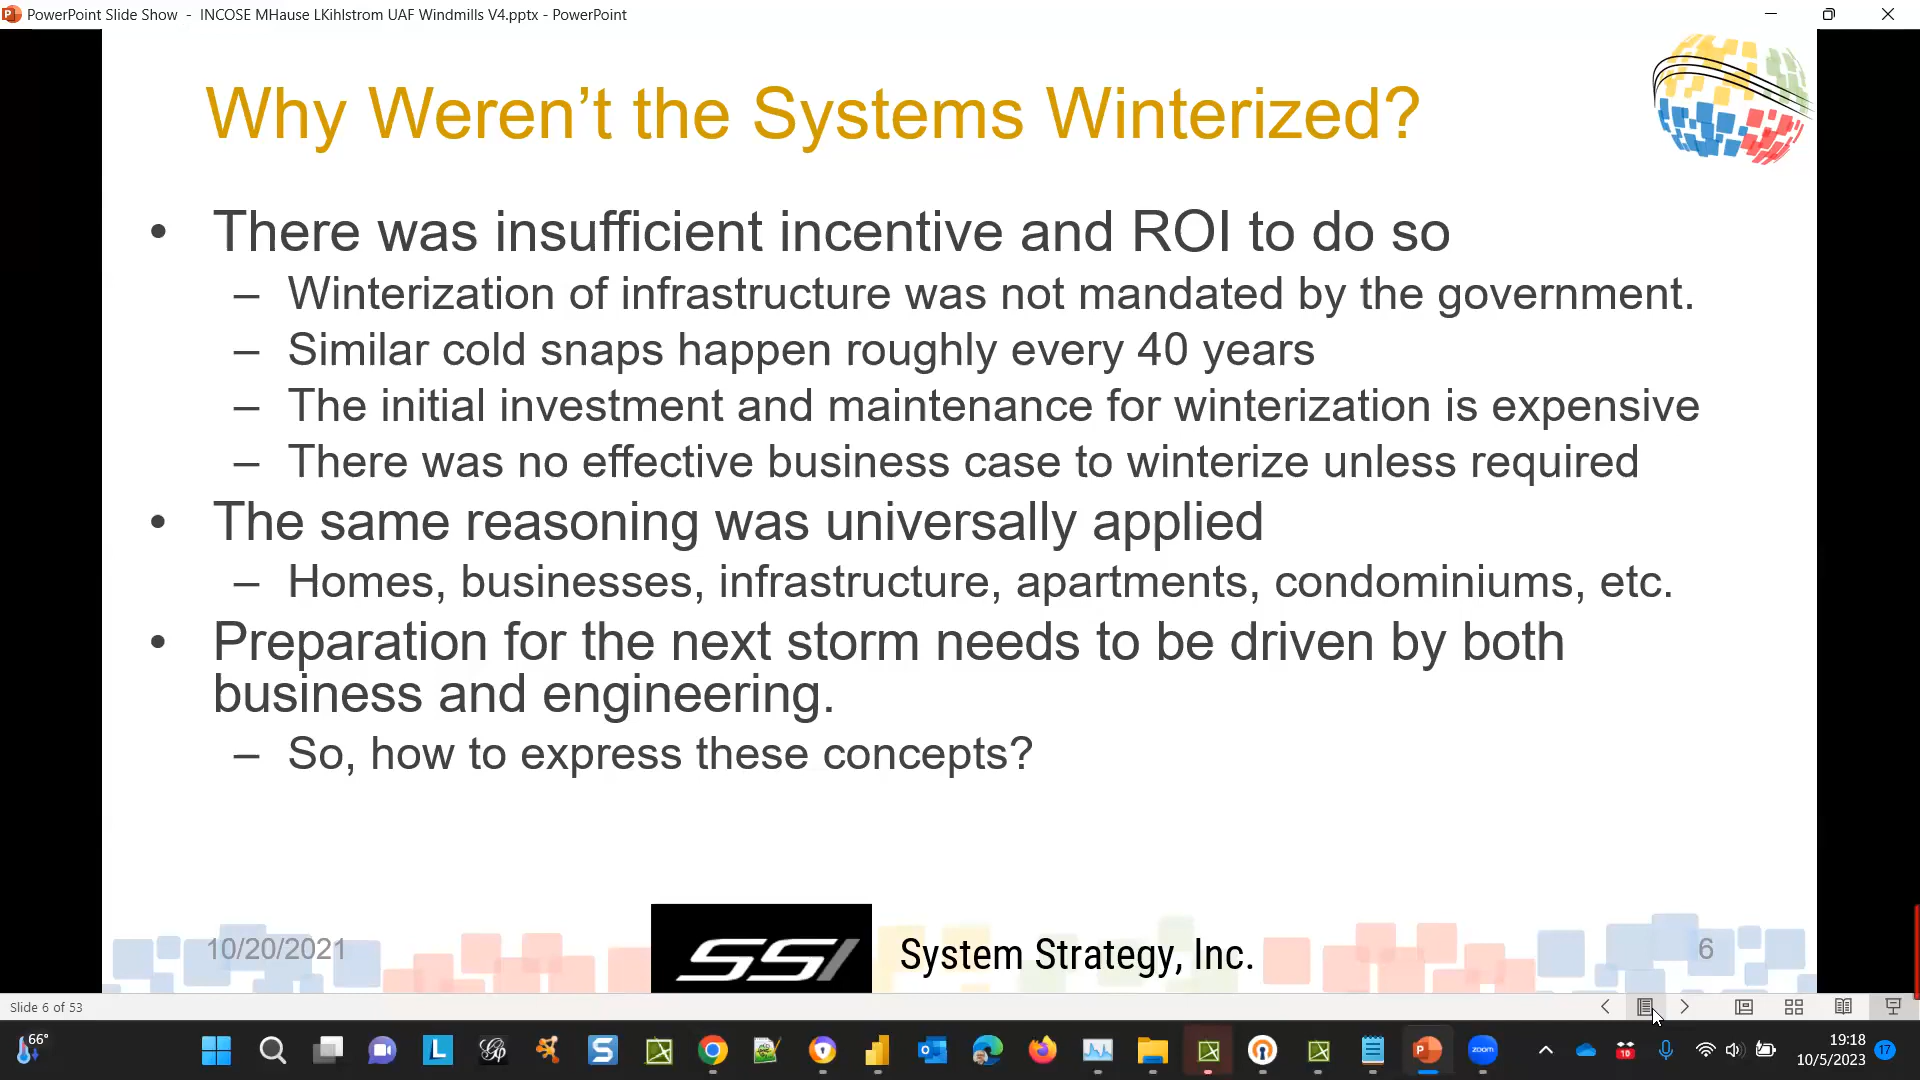 PowerPoint Slide Show - INCOSE MHause LKihlstrom UAF Windmills V4.pptx - PowerPoint
Why Weren’t the Systems Winterized?
• There was insufficient incentive and ROI to do so
– Winterization of infrastructure was not mandated by the government.
– Similar cold snaps happen roughly every 40 years
– The initial investment and maintenance for winterization is expensive
– There was no effective business case to winterize unless required
• The same reasoning was universally applied
– Homes, businesses, infrastructure, apartments, condominiums, etc.
• Preparation for the next storm needs to be driven by both
business and engineering.
– So, how to express these concepts?
10/20/2021
SSI
System Strategy, Inc.
6
Slide 6 of 53
66°
L
S
zoom
10
19:18
10/5/2023
17